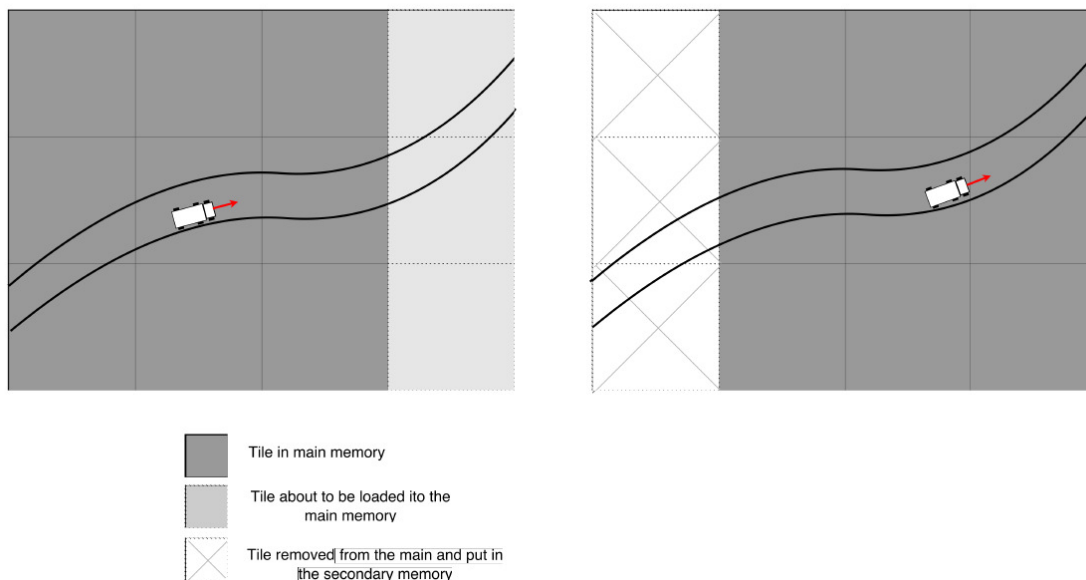 Tile in main memory
Tile about to be loaded ito the
main memory
Tile removed from the main and put in
the secondary memory